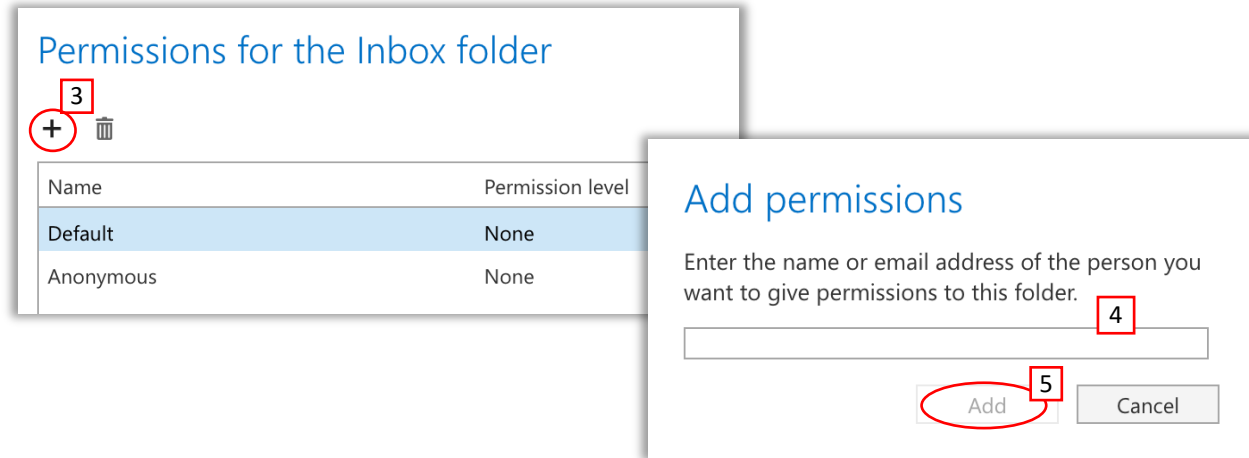 Permissions for the Inbox folder
3
+
Name Permission level
Default None
Anonymous None
Add permissions
Enter the name or email address of the person you
want to give permissions to this folder.
4
5
Add Cancel